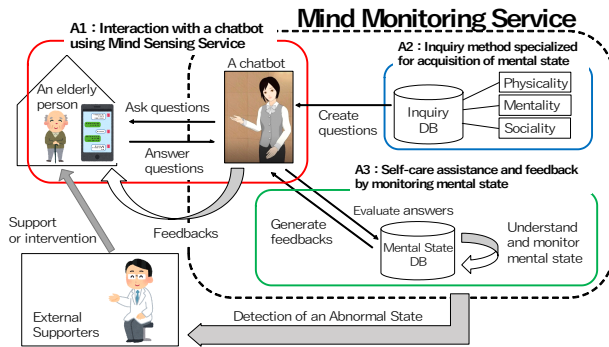 Mind Monitoring Service
A1：Interaction with a chatbot
using Mind Sensing Service
A2：Inquiry method specialized
for acquisition of mental state
An elderly
person
A chatbot
Ask questions
Answer
questions
Create
questions
Inquiry
DB
Physicality
Mentality
Sociality
A3：Self-care assistance and feedback
by monitoring mental state
Support
or intervention
Feedbacks
Evaluate answers
Generate
feedbacks
Mental State
DB
Understand
and monitor
mental state
External
Supporters
Detection of an Abnormal State